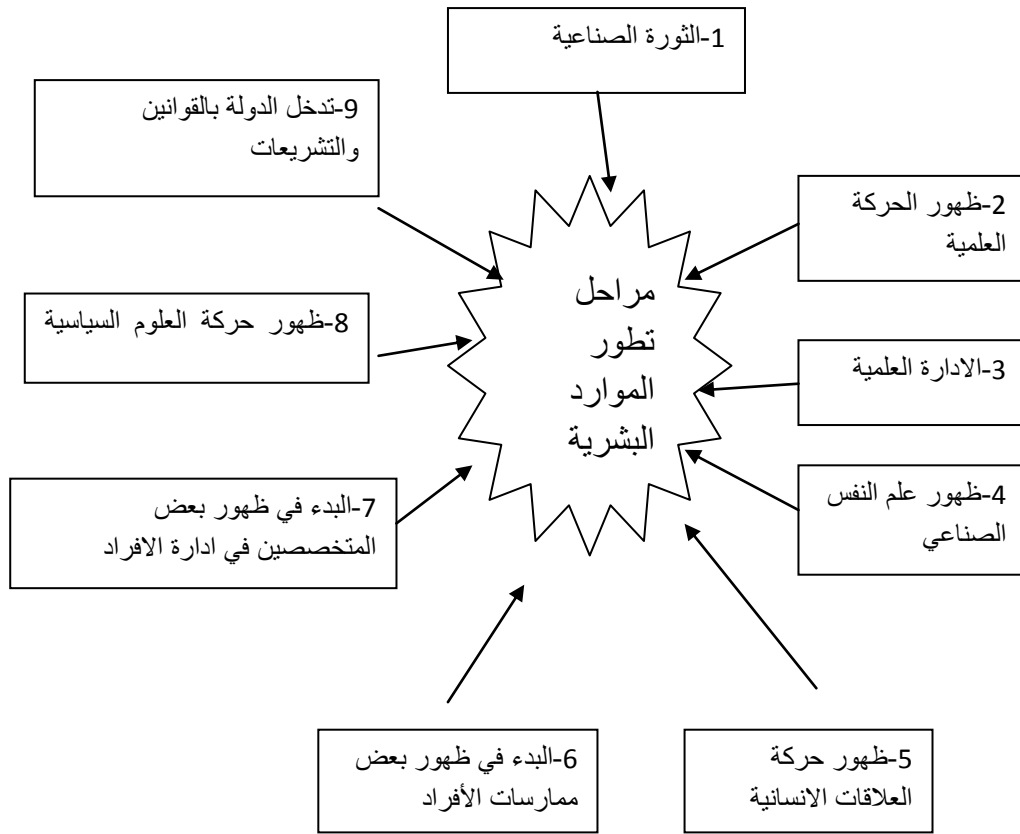 1-الثورة الصناعية
2-ظهور الحركة
العلمية
3-الادارة العلمية
4-ظهور علم النفس
الصناعي
5-ظهور حركة
العلاقات الانسانية
6-البدء في ظهور بعض
ممارسات الأفراد
7-البدء في ظهور بعض
المتخصصين في ادارة الافراد
8-ظهور حركة العلوم السياسية
9-تدخل الدولة بالقوانين
والتشريعات
مراحل
تطور
الموارد
البشرية